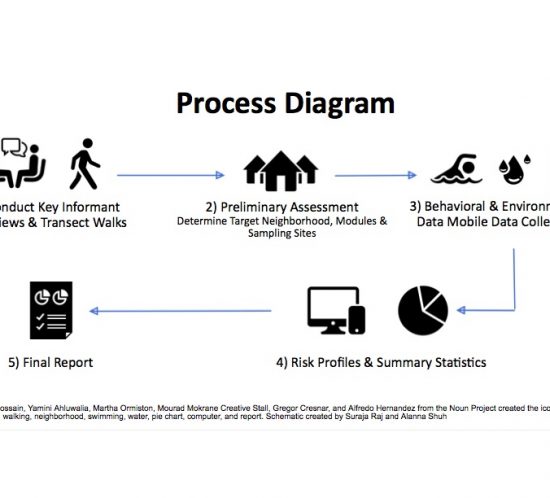 Process Diagram
onduct Key Informant
iews & Transect Walks
2) Preliminary Assessment
Determine Target Neighborhood, Modules &
Sampling Sites
3) Behavioral & Environm
Data Mobile Data Colle
5) Final Report
4) Risk Profiles & Summary Statistics
ossain, Yamini Ahluwalia, Martha Ormiston, Mourad Mokrane Creative Stall, Gregor Cresnar, and Alfredo Hernandez from the Noun Project created the ico
walking, neighborhood, swimming, water, pie chart, computer, and report. Schematic created by Suraja Raj and Alanna Shuh